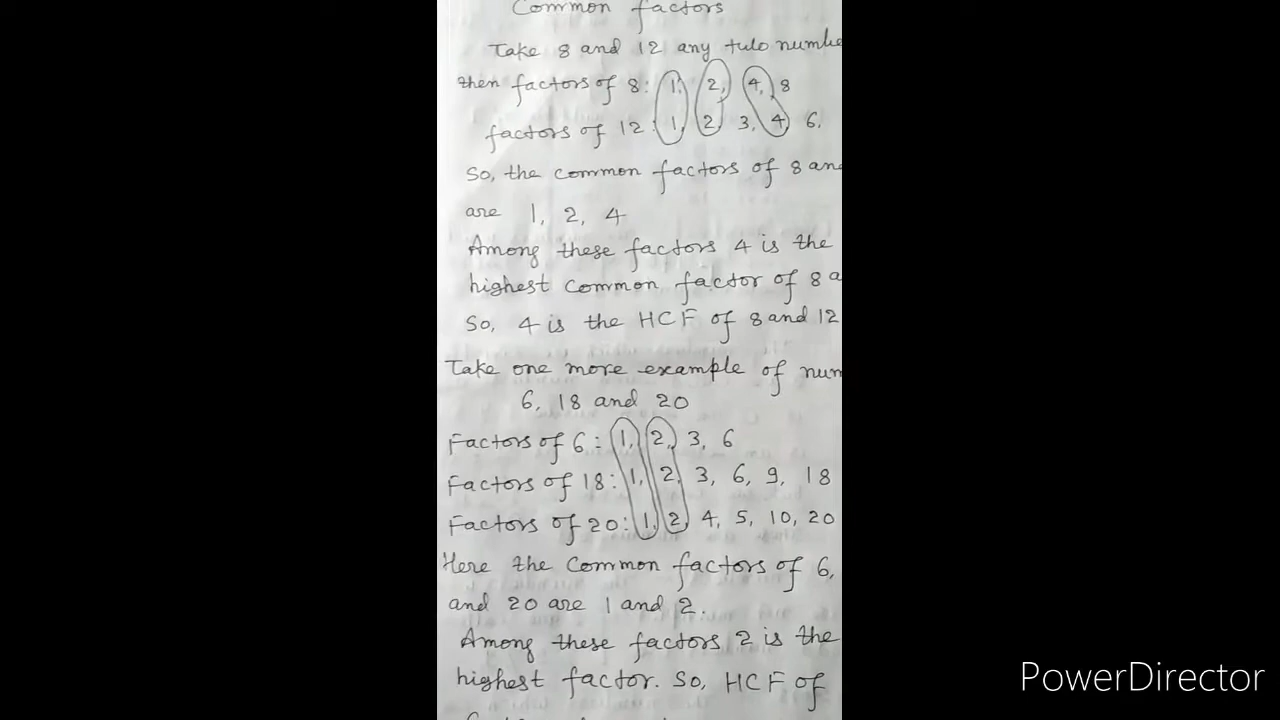 Common factors
Take 8 and 12 any two numbe
then factors of 8: 1, 2, 4, 8
factors of 12: 1, 2, 3, 4, 6,
So, the common factors of 8 and
are 1, 2, 4
Among these factors 4 is the
highest common factor of 8 a
So, 4 is the HCF of 8 and 12
Take one more example of num
6, 18 and 20
Factors of 6: 1, 2, 3, 6
Factors of 18: 1, 2, 3, 6, 9, 18
Factors of 20: 1, 2, 4, 5, 10, 20
Here the common factors of 6,
and 20 are 1 and 2.
Among these factors 2 is the
highest factor. So, HCF of
PowerDirector